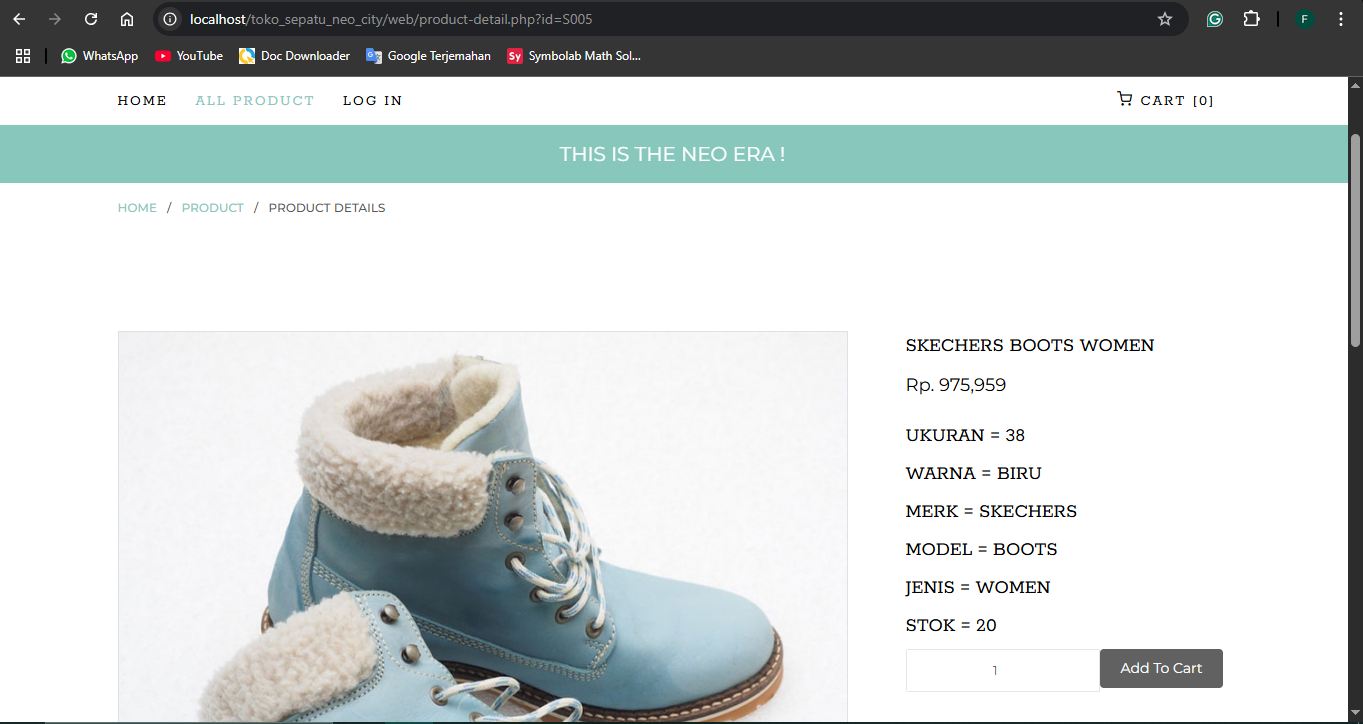 localhost/toko_sepatu_neo_city/web/product-detail.php?id=S005
F
WhatsApp
YouTube
Doc Downloader
Google Terjemahan
Sy Symbolab Math Sol...
HOME ALL PRODUCT LOG IN CART [0]
THIS IS THE NEO ERA !
HOME / PRODUCT / PRODUCT DETAILS
SKECHERS BOOTS WOMEN
Rp. 975,959
UKURAN = 38
WARNA = BIRU
MERK = SKECHERS
MODEL = BOOTS
JENIS = WOMEN
STOK = 20
1 Add To Cart